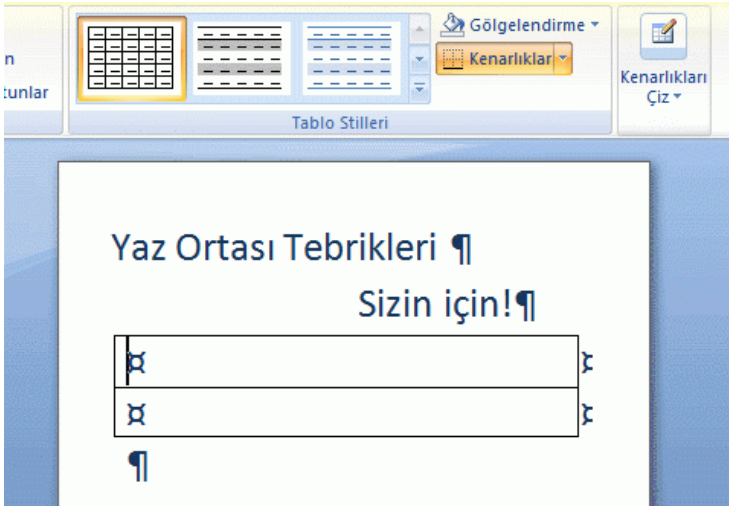 Gölgelendirme
n
Kenarlıklar
tunlar
Kenarlıkları
Çiz
Tablo Stilleri
Yaz Ortası Tebrikleri ¶
Sizin için!¶
¤ ¤
¤ ¤
¶